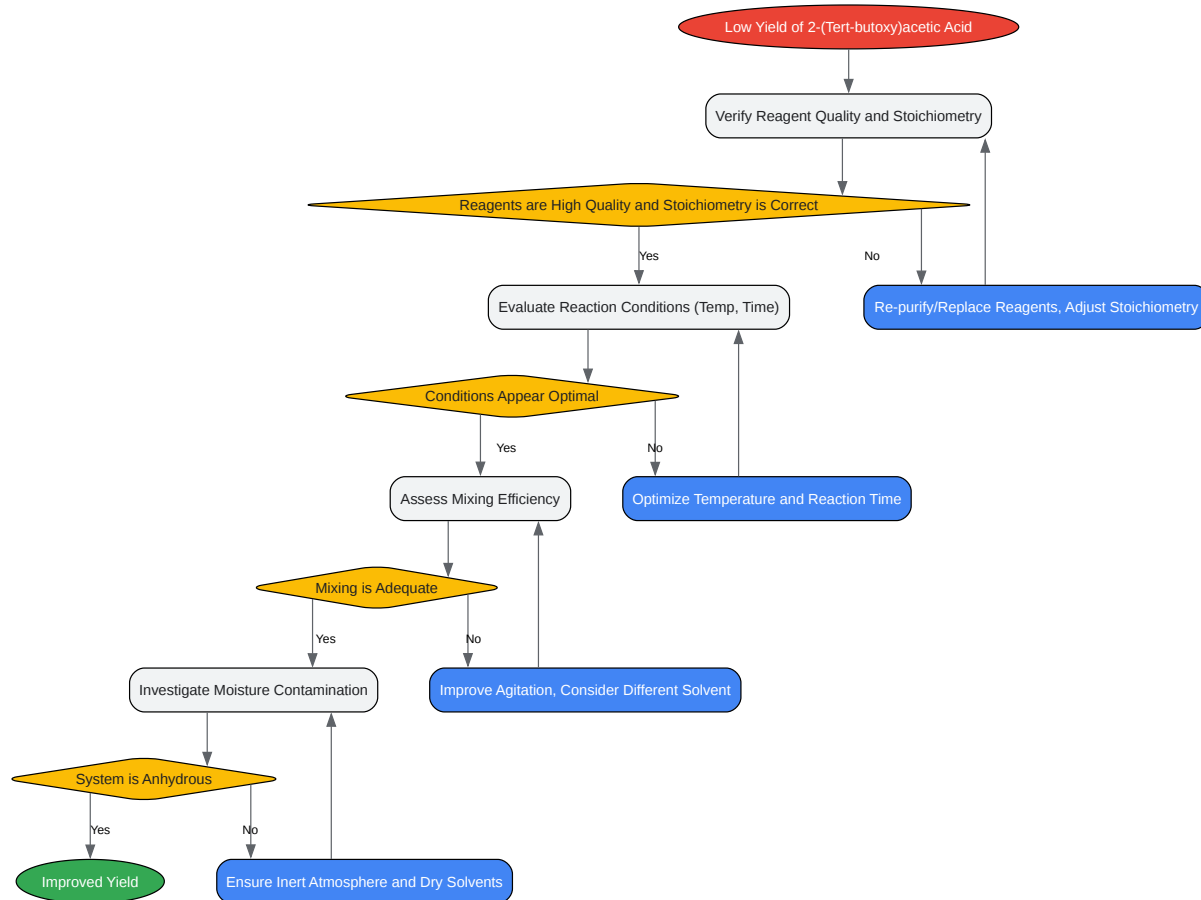 Low Yield of 2-(Tert-butoxy)acetic Acid
Verify Reagent Quality and Stoichiometry
Reagents are High Quality and Stoichiometry is Correct
Yes
No
Evaluate Reaction Conditions (Temp, Time)
Re-purify/Replace Reagents, Adjust Stoichiometry
Conditions Appear Optimal
Yes
No
Assess Mixing Efficiency
Optimize Temperature and Reaction Time
Mixing is Adequate
Yes
No
Investigate Moisture Contamination
Improve Agitation, Consider Different Solvent
System is Anhydrous
Yes
No
Improved Yield
Ensure Inert Atmosphere and Dry Solvents